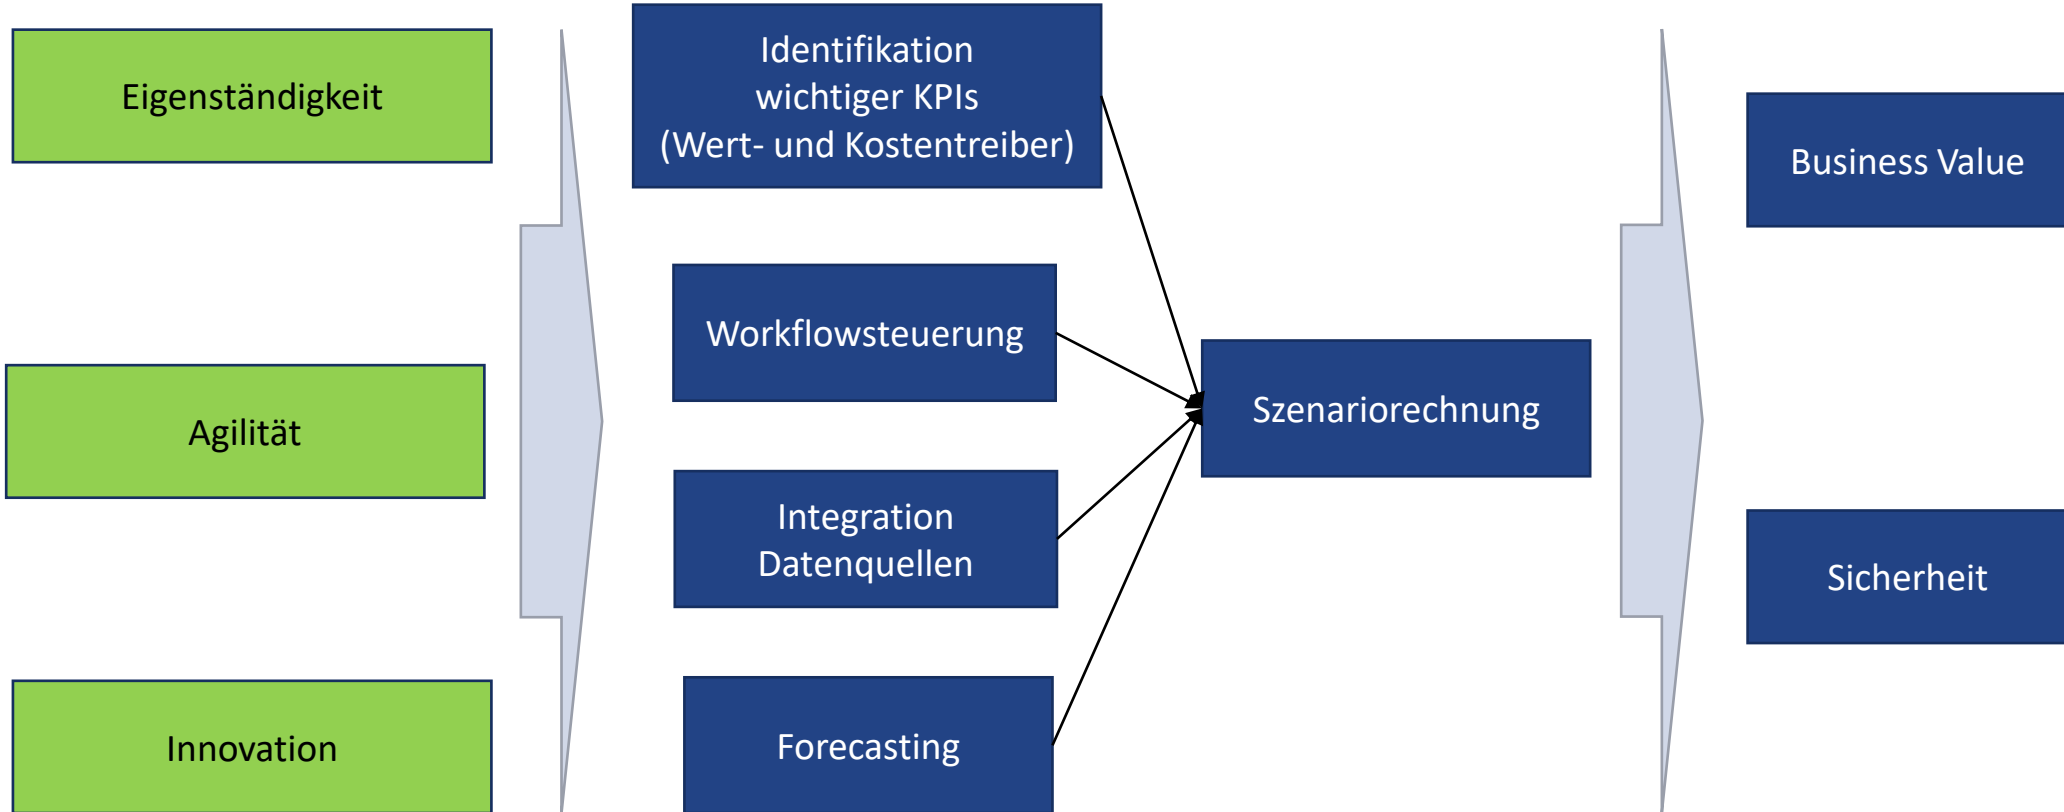 Eigenständigkeit
Agilität
Innovation
Identifikation
wichtiger KPIs
(Wert- und Kostentreiber)
Workflowsteuerung
Integration
Datenquellen
Forecasting
Szenariorechnung
Business Value
Sicherheit